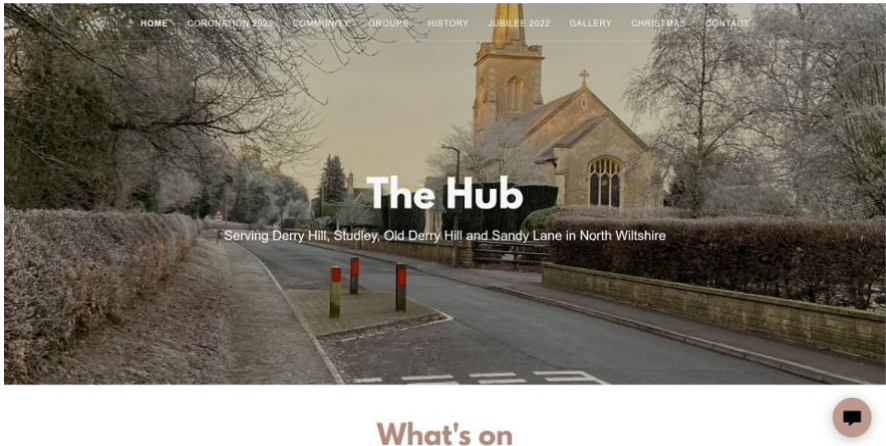 HOME CORONATION 2023 COMMUNITY GROUPS HISTORY JUBILEE 2022 GALLERY CHRISTMAS CONTACT
The Hub
Serving Derry Hill, Studley, Old Derry Hill and Sandy Lane in North Wiltshire
What's on